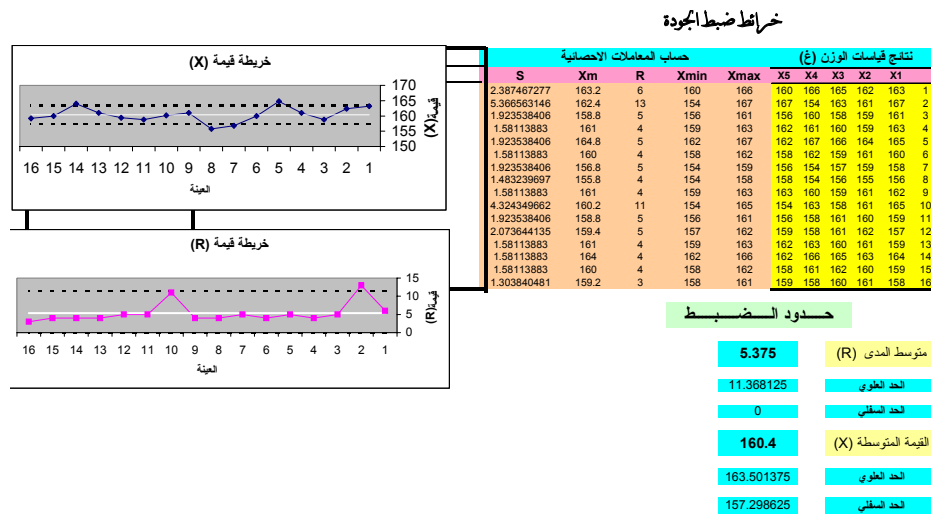 خرائط ضبط الجودة
نتائج قياسات الوزن (غ) حساب المعاملات الاحصائية
X1 X2 X3 X4 X5 Xmax Xmin R Xm S
1 163 162 165 166 160 166 160 6 163.2 2.387467277
2 167 161 163 154 167 167 154 13 162.4 5.366563146
3 161 159 158 160 156 161 156 5 158.8 1.923538406
4 163 159 160 161 162 163 159 4 161 1.58113883
5 165 164 166 167 162 167 162 5 164.8 1.923538406
6 160 161 159 162 158 162 158 4 160 1.58113883
7 158 159 157 154 156 159 154 5 156.8 1.923538406
8 156 155 156 154 158 158 154 4 155.8 1.483239697
9 162 161 159 160 163 163 159 4 161 1.58113883
10 165 161 158 163 154 165 154 11 160.2 4.324349662
11 159 160 161 158 156 161 156 5 158.8 1.923538406
12 157 162 161 158 159 162 157 5 159.4 2.073644135
13 159 161 160 163 162 163 159 4 161 1.58113883
14 164 163 165 166 162 166 162 4 164 1.58113883
15 159 160 162 161 158 162 158 4 160 1.58113883
16 158 161 160 158 159 161 158 3 159.2 1.303840481
خريطة قيمة (X)
170
165
160
155
150
قيمة(X)
1 2 3 4 5 6 7 8 9 10 11 12 13 14 15 16
العينة
خريطة قيمة (R)
15
10
5
0
قيمة(R)
1 2 3 4 5 6 7 8 9 10 11 12 13 14 15 16
العينة
حــــدود الــــضــــبــــط
متوسط المدى (R) 5.375
الحد العلوي 11.368125
الحد السفلي 0
القيمة المتوسطة (X) 160.4
الحد العلوي 163.501375
الحد السفلي 157.298625